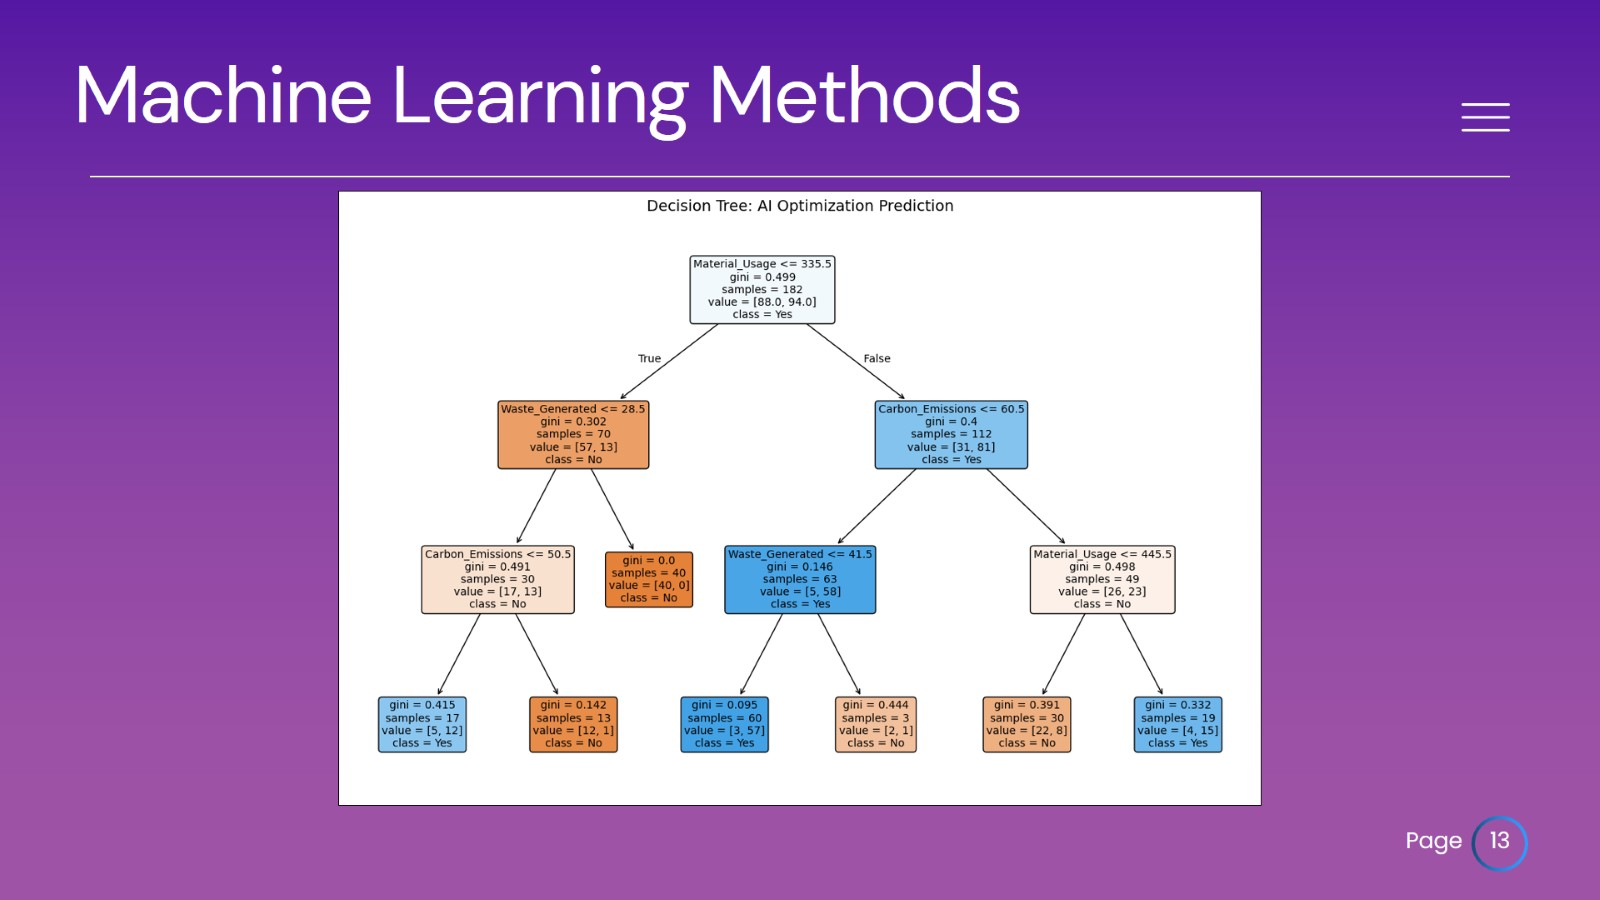 Machine Learning Methods
Decision Tree: AI Optimization Prediction
Material_Usage <= 335.5
gini = 0.499
samples = 182
value = [88.0, 94.0]
class = Yes
True
False
Waste_Generated <= 28.5
gini = 0.302
samples = 70
value = [57, 13]
class = No
Carbon_Emissions <= 60.5
gini = 0.4
samples = 112
value = [31, 81]
class = Yes
Carbon_Emissions <= 50.5
gini = 0.491
samples = 30
value = [17, 13]
class = No
gini = 0.0
samples = 40
value = [40, 0]
class = No
Waste_Generated <= 41.5
gini = 0.146
samples = 63
value = [5, 58]
class = Yes
Material_Usage <= 445.5
gini = 0.498
samples = 49
value = [26, 23]
class = No
gini = 0.415
samples = 17
value = [5, 12]
class = Yes
gini = 0.142
samples = 13
value = [12, 1]
class = No
gini = 0.095
samples = 60
value = [3, 57]
class = Yes
gini = 0.444
samples = 3
value = [2, 1]
class = No
gini = 0.391
samples = 30
value = [22, 8]
class = No
gini = 0.332
samples = 19
value = [4, 15]
class = Yes
Page 13